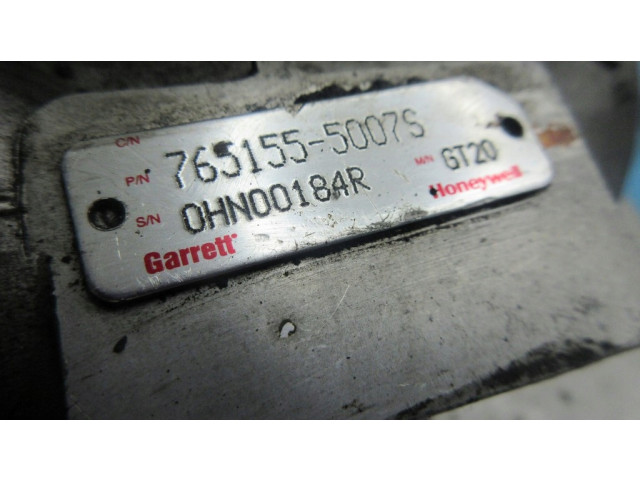 C/N
P/N 765155-5007S
S/N 0HN00184R M/N GT20
Garrett Honeywell